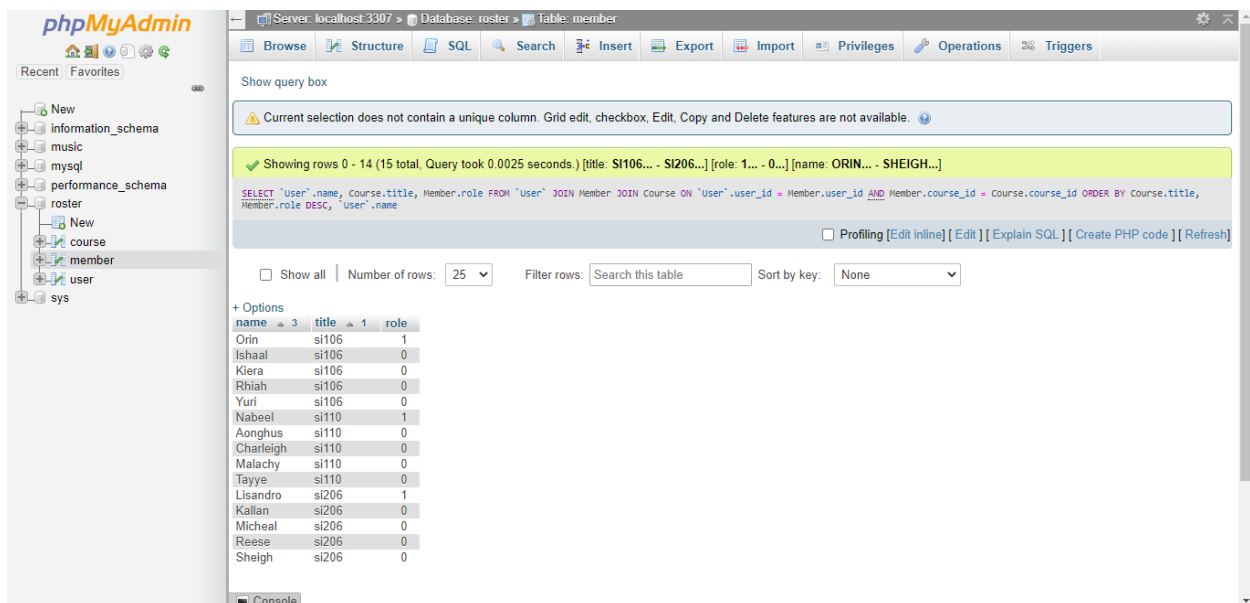 phpMyAdmin
Recent Favorites
New
information_schema
music
mysql
performance_schema
roster
New
course
member
user
sys
Server: localhost:3307 » Database: roster » Table: member
Browse Structure SQL Search Insert Export Import Privileges Operations Triggers
Show query box
Current selection does not contain a unique column. Grid edit, checkbox, Edit, Copy and Delete features are not available.
Showing rows 0 - 14 (15 total, Query took 0.0025 seconds.) [title: SI106... - SI206...] [role: 1... - 0...] [name: ORIN... - SHEIGH...]
SELECT `User`.name, Course.title, Member.role FROM `User` JOIN Member JOIN Course ON `User`.user_id = Member.user_id AND Member.course_id = Course.course_id ORDER BY Course.title,
Member.role DESC, `User`.name
Profiling [Edit inline] [ Edit ] [ Explain SQL ] [ Create PHP code ] [ Refresh]
Show all Number of rows: 25 Filter rows: Search this table Sort by key: None
+ Options
name 3 title 1 role
Orin si106 1
Ishaal si106 0
Kiera si106 0
Rhiah si106 0
Yuri si106 0
Nabeel si110 1
Aonghus si110 0
Charleigh si110 0
Malachy si110 0
Tayye si110 0
Lisandro si206 1
Kallan si206 0
Micheal si206 0
Reese si206 0
Sheigh si206 0
Console